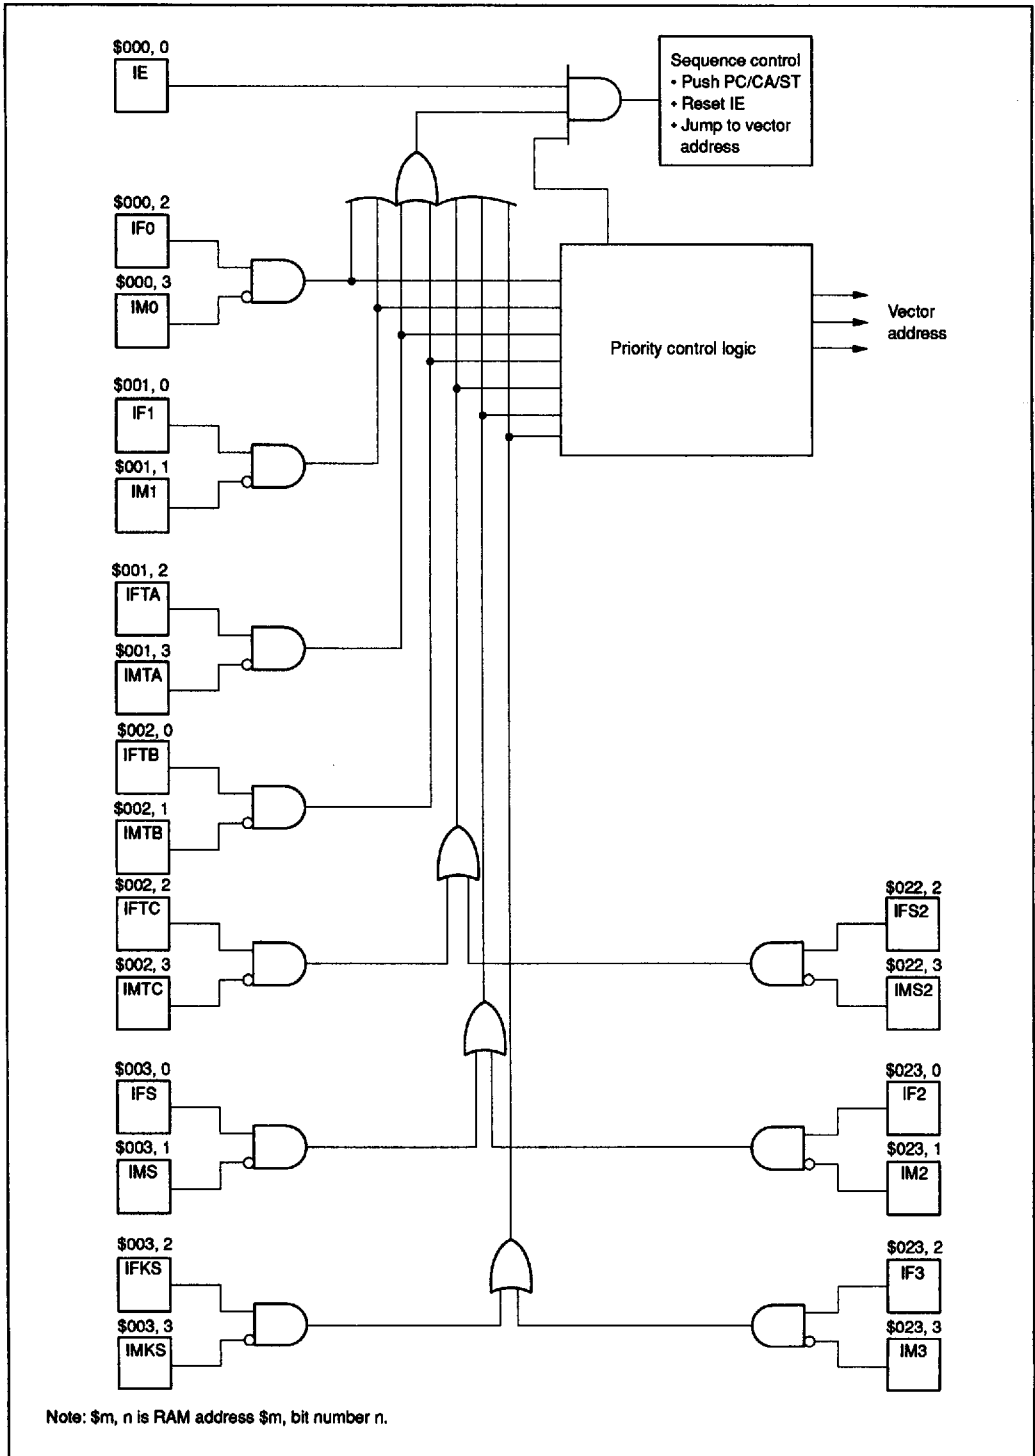 $000, 0
IE
Sequence control
• Push PC/CA/ST
• Reset IE
• Jump to vector
address
$000, 2
IF0
$000, 3
IM0
Priority control logic
Vector
address
$001, 0
IF1
$001, 1
IM1
$001, 2
IFTA
$001, 3
IMTA
$002, 0
IFTB
$002, 1
IMTB
$002, 2
IFTC
$002, 3
IMTC
$022, 2
IFS2
$022, 3
IMS2
$003, 0
IFS
$003, 1
IMS
$023, 0
IF2
$023, 1
IM2
$003, 2
IFKS
$003, 3
IMKS
$023, 2
IF3
$023, 3
IM3
Note: $m, n is RAM address $m, bit number n.